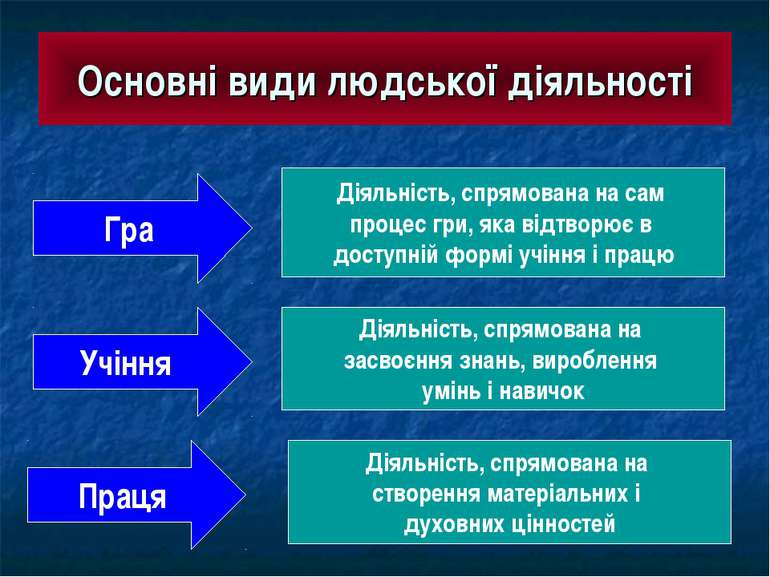 Основні види людської діяльності
Гра
Діяльність, спрямована на сам
процес гри, яка відтворює в
доступній формі учіння і працю
Учіння
Діяльність, спрямована на
засвоєння знань, вироблення
умінь і навичок
Праця
Діяльність, спрямована на
створення матеріальних і
духовних цінностей